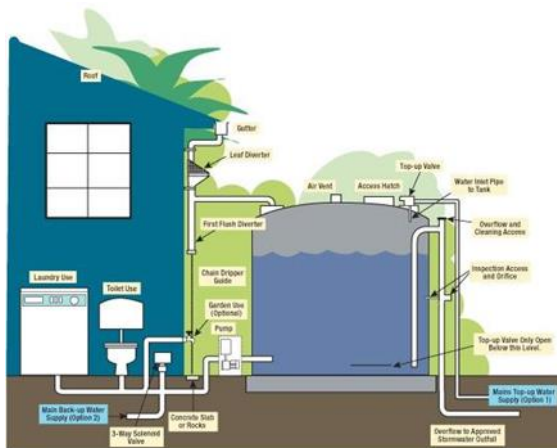 Roof
Gutter
Leaf Diverter
Top-up Valve
Air Vent
Access Hatch
Water Inlet Pipe
to Tank
Overflow and
Cleaning Access
First Flush Diverter
Laundry Use
Toilet Use
Chain Dripper
Guide
Inspection Access
and Orifice
Garden Use
(Optional)
Pump
Top-up Valve Only Open
Below this Level.
Main Back-up Water
Supply (Option 2)
3-Way Solenoid
Valve
Concrete Slab
or Rocks
Mains Top-up Water
Supply (Option 1)
Overflow to Approved
Stormwater Outfall